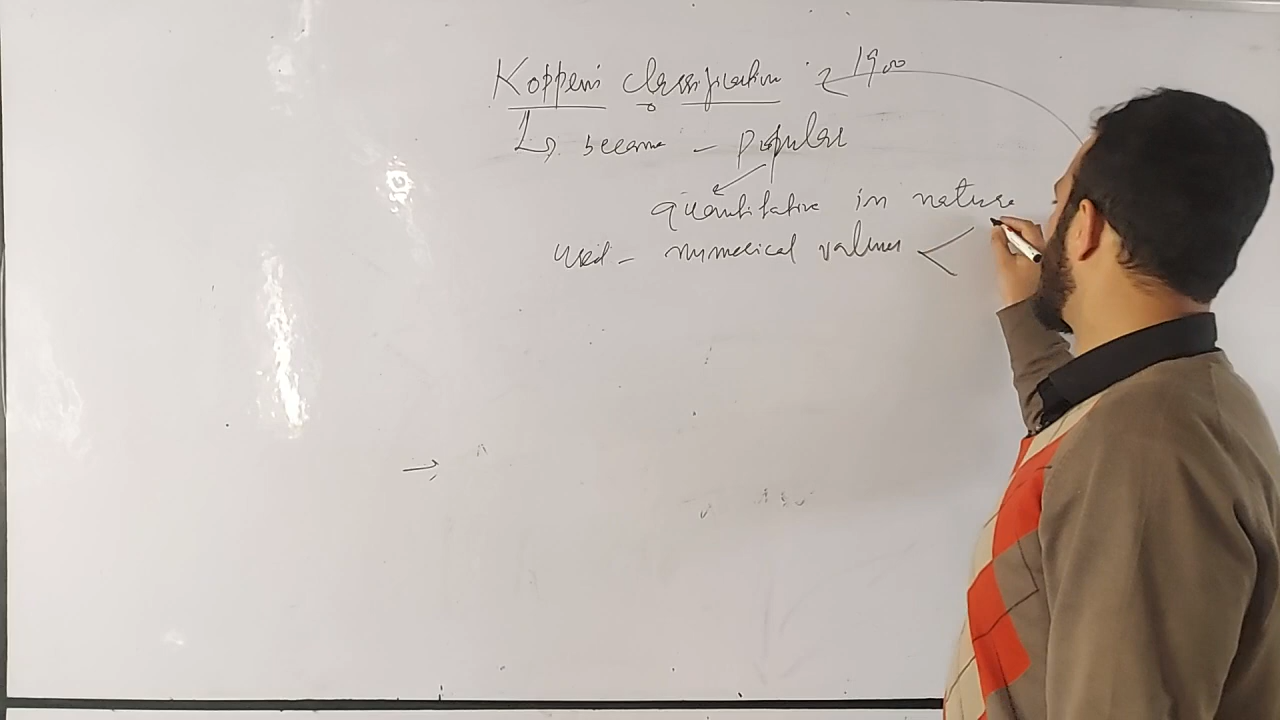 Koppen's classification : 1900
became - popular
quantitative in nature
used - numerical values